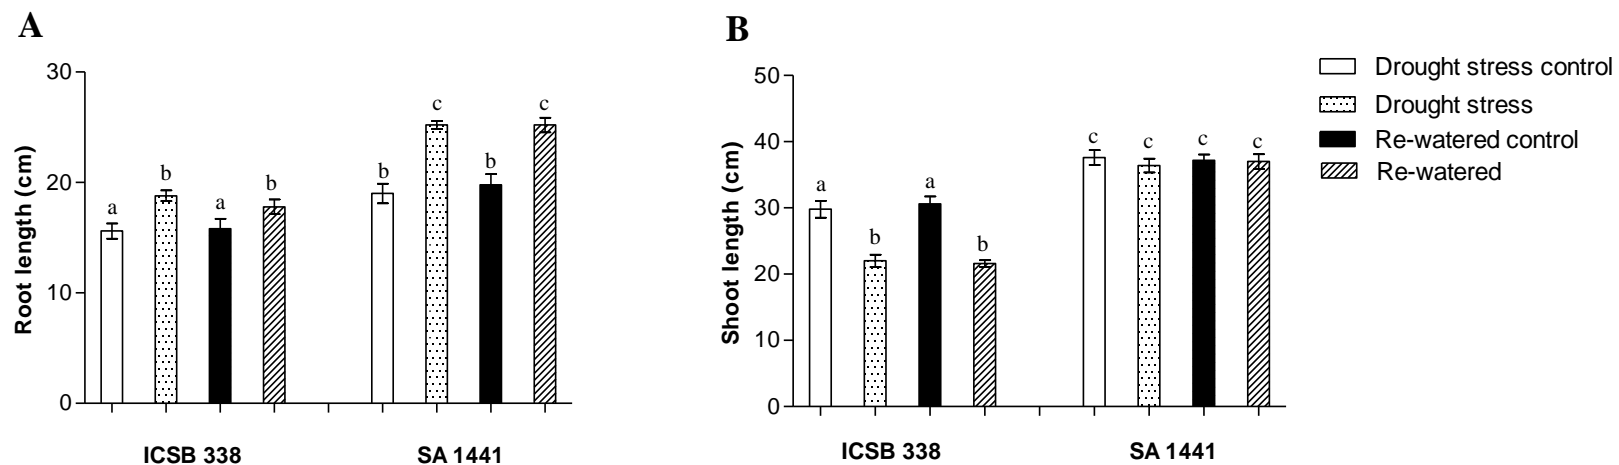 A
Root length (cm)
30
20
10
0
a
b
a
b
b
c
b
c
ICSB 338
SA 1441
B
Shoot length (cm)
50
40
30
20
10
0
a
b
a
b
c
c
c
c
ICSB 338
SA 1441
Drought stress control
Drought stress
Re-watered control
Re-watered